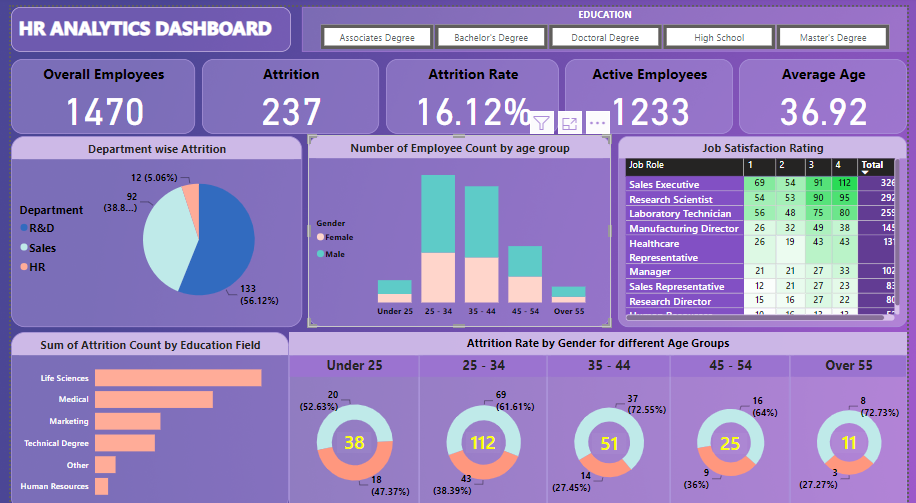 HR ANALYTICS DASHBOARD
EDUCATION
Associates Degree
Bachelor's Degree
Doctoral Degree
High School
Master's Degree
Overall Employees
1470
Attrition
237
Attrition Rate
16.12%
Active Employees
1233
Average Age
36.92
Department wise Attrition
Department
R&D
Sales
HR
12 (5.06%)
92
(38.8...)
133
(56.12%)
Number of Employee Count by age group
Gender
Female
Male
Under 25
25 - 34
35 - 44
45 - 54
Over 55
Job Satisfaction Rating
Job Role 1 2 3 4 Total
Sales Executive 69 54 91 112 326
Research Scientist 54 53 90 95 292
Laboratory Technician 56 48 75 80 259
Manufacturing Director 26 32 49 38 145
Healthcare 26 19 43 43 131
Representative
Manager 21 21 27 33 102
Sales Representative 12 21 27 23 83
Research Director 15 16 27 22 80
Sum of Attrition Count by Education Field
Life Sciences
Medical
Marketing
Technical Degree
Other
Human Resources
Attrition Rate by Gender for different Age Groups
Under 25
20
(52.63%)
38
18
(47.37%)
25 - 34
69
(61.61%)
112
43
(38.39%)
35 - 44
37
(72.55%)
51
14
(27.45%)
45 - 54
16
(64%)
25
9
(36%)
Over 55
8
(72.73%)
11
3
(27.27%)